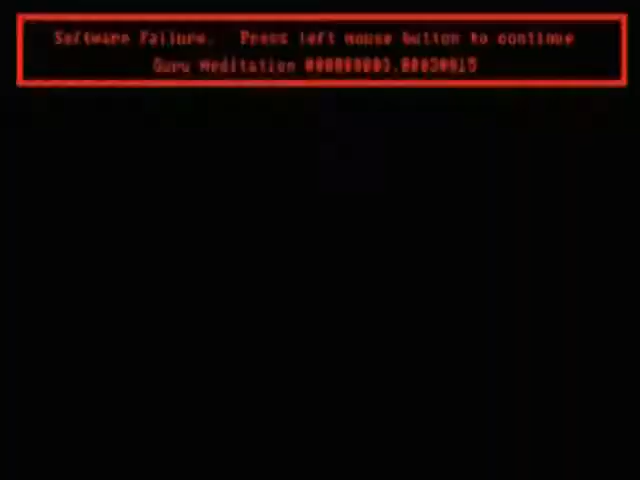 Software Failure. Press left mouse button to continue
Guru Meditation